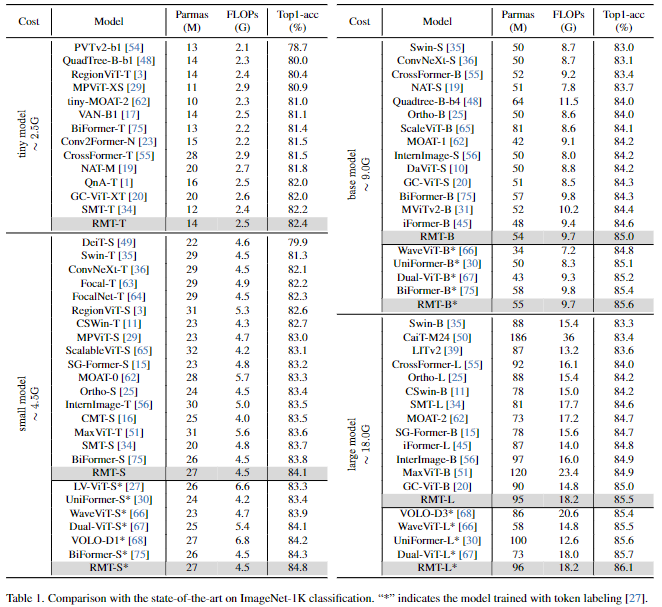 Cost Model Parmas (M) FLOPs (G) Top1-acc (%)
tiny model ~ 2.5G
PVTv2-b1 [54] 13 2.1 78.7
QuadTree-B-b1 [48] 14 2.3 80.0
RegionViT-T [3] 14 2.4 80.4
MPViT-XS [29] 11 2.9 80.9
tiny-MOAT-2 [62] 10 2.3 81.0
VAN-B1 [17] 14 2.5 81.1
BiFormer-T [75] 13 2.2 81.4
Conv2Former-N [23] 15 2.2 81.5
CrossFormer-T [55] 28 2.9 81.5
NAT-M [19] 20 2.7 81.8
QnA-T [1] 16 2.5 82.0
GC-ViT-XT [20] 20 2.6 82.0
SMT-T [34] 12 2.4 82.2
RMT-T 14 2.5 82.4
small model ~ 4.5G
DeiT-S [49] 22 4.6 79.9
Swin-T [35] 29 4.5 81.3
ConvNeXt-T [36] 29 4.5 82.1
Focal-T [63] 29 4.9 82.2
FocalNet-T [64] 29 4.5 82.3
RegionViT-S [3] 31 5.3 82.6
CSWin-T [11] 23 4.3 82.7
MPViT-S [29] 23 4.7 83.0
ScalableViT-S [65] 32 4.2 83.1
SG-Former-S [15] 23 4.8 83.2
MOAT-0 [62] 28 5.7 83.3
Ortho-S [25] 24 4.5 83.4
InternImage-T [56] 30 5.0 83.5
CMT-S [16] 25 4.0 83.5
MaxViT-T [51] 31 5.6 83.6
SMT-S [34] 20 4.8 83.7
BiFormer-S [75] 26 4.5 83.8
RMT-S 27 4.5 84.1
LV-ViT-S* [27] 26 6.6 83.3
UniFormer-S* [30] 24 4.2 83.4
WaveViT-S* [66] 23 4.7 83.9
Dual-ViT-S* [67] 25 5.4 84.1
VOLO-D1* [68] 27 6.8 84.2
BiFormer-S* [75] 26 4.5 84.3
RMT-S* 27 4.5 84.8
Cost Model Parmas (M) FLOPs (G) Top1-acc (%)
base model ~ 9.0G
Swin-S [35] 50 8.7 83.0
ConvNeXt-S [36] 50 8.7 83.1
CrossFormer-B [55] 52 9.2 83.4
NAT-S [19] 51 7.8 83.7
Quadtree-B-b4 [48] 64 11.5 84.0
Ortho-B [25] 50 8.6 84.0
ScaleViT-B [65] 81 8.6 84.1
MOAT-1 [62] 42 9.1 84.2
InternImage-S [56] 50 8.0 84.2
DaViT-S [10] 50 8.8 84.2
GC-ViT-S [20] 51 8.5 84.3
BiFormer-B [75] 57 9.8 84.3
MViTv2-B [31] 52 10.2 84.4
iFormer-B [45] 48 9.4 84.6
RMT-B 54 9.7 85.0
WaveViT-B* [66] 34 7.2 84.8
UniFormer-B* [30] 50 8.3 85.1
Dual-ViT-B* [67] 43 9.3 85.2
BiFormer-B* [75] 58 9.8 85.4
RMT-B* 55 9.7 85.6
large model ~ 18.0G
Swin-B [35] 88 15.4 83.3
CaiT-M24 [50] 186 36 83.4
LITv2 [39] 87 13.2 83.6
CrossFormer-L [55] 92 16.1 84.0
Ortho-L [25] 88 15.4 84.2
CSwin-B [11] 78 15.0 84.2
SMT-L [34] 81 17.7 84.6
MOAT-2 [62] 73 17.2 84.7
SG-Former-B [15] 78 15.6 84.7
iFormer-L [45] 87 14.0 84.8
InterImage-B [56] 97 16.0 84.9
MaxViT-B [51] 120 23.4 84.9
GC-ViT-B [20] 90 14.8 85.0
RMT-L 95 18.2 85.5
VOLO-D3* [68] 86 20.6 85.4
WaveViT-L* [66] 58 14.8 85.5
UniFormer-L* [30] 100 12.6 85.6
Dual-ViT-L* [67] 73 18.0 85.7
RMT-L* 96 18.2 86.1
Table 1. Comparison with the state-of-the-art on ImageNet-1K classification. “*” indicates the model trained with token labeling [27].